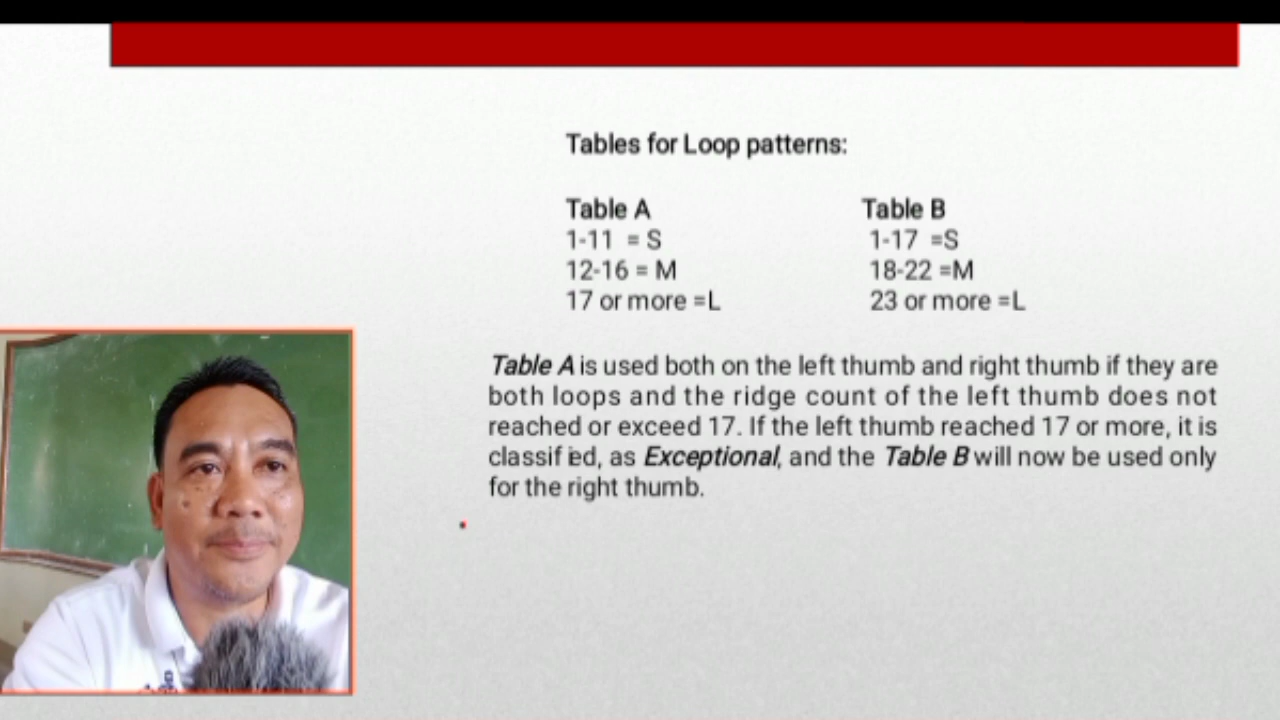 Tables for Loop patterns:
Table A
1-11 = S
12-16 = M
17 or more =L
Table B
1-17 =S
18-22 =M
23 or more =L
Table A is used both on the left thumb and right thumb if they are
both loops and the ridge count of the left thumb does not
reached or exceed 17. If the left thumb reached 17 or more, it is
classified, as Exceptional, and the Table B will now be used only
for the right thumb.